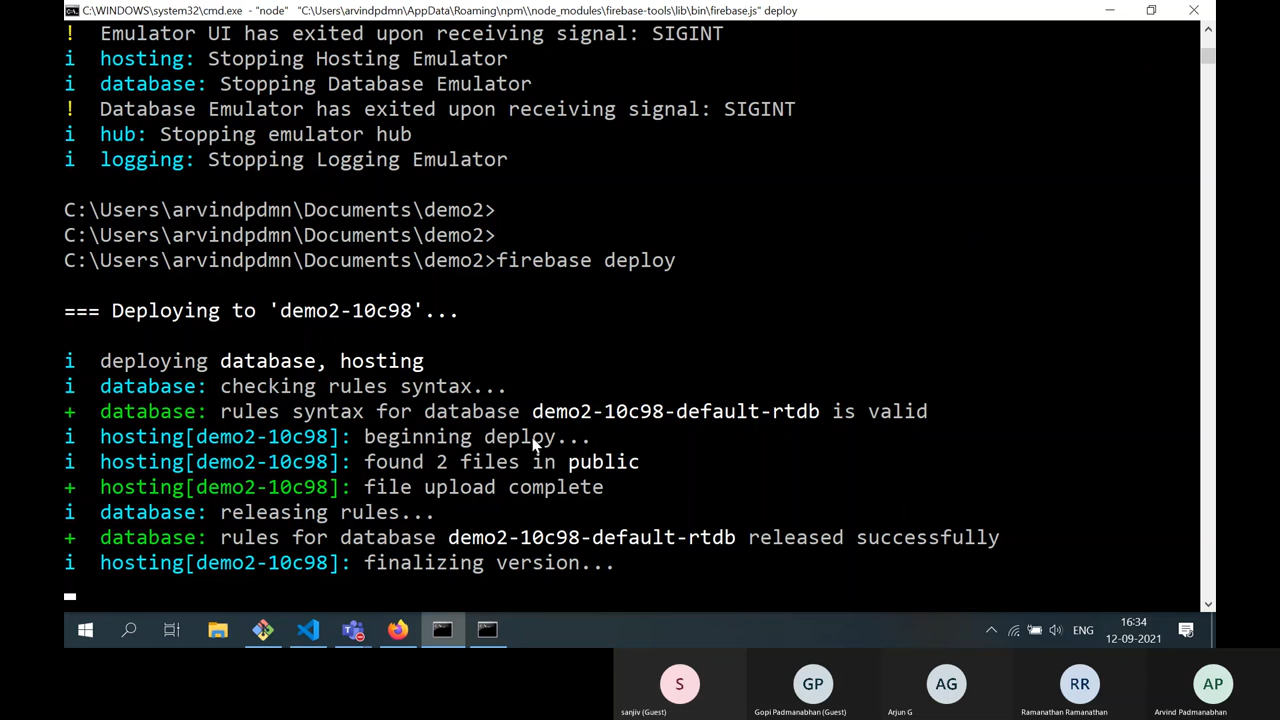 C:\WINDOWS\system32\cmd.exe - "node" "C:\Users\arvindpdmn\AppData\Roaming\npm\\node_modules\firebase-tools\lib\bin\firebase.js" deploy
! Emulator UI has exited upon receiving signal: SIGINT
i hosting: Stopping Hosting Emulator
i database: Stopping Database Emulator
! Database Emulator has exited upon receiving signal: SIGINT
i hub: Stopping emulator hub
i logging: Stopping Logging Emulator
C:\Users\arvindpdmn\Documents\demo2>
C:\Users\arvindpdmn\Documents\demo2>
C:\Users\arvindpdmn\Documents\demo2>firebase deploy
=== Deploying to 'demo2-10c98'...
i deploying database, hosting
i database: checking rules syntax...
+ database: rules syntax for database demo2-10c98-default-rtdb is valid
i hosting[demo2-10c98]: beginning deploy...
i hosting[demo2-10c98]: found 2 files in public
+ hosting[demo2-10c98]: file upload complete
i database: releasing rules...
+ database: rules for database demo2-10c98-default-rtdb released successfully
i hosting[demo2-10c98]: finalizing version...
ENG
16:34
12-09-2021
S
GP
AG
RR
AP
sanjiv (Guest)
Gopi Padmanabhan (Guest)
Arjun G
Ramanathan Ramanathan
Arvind Padmanabhan